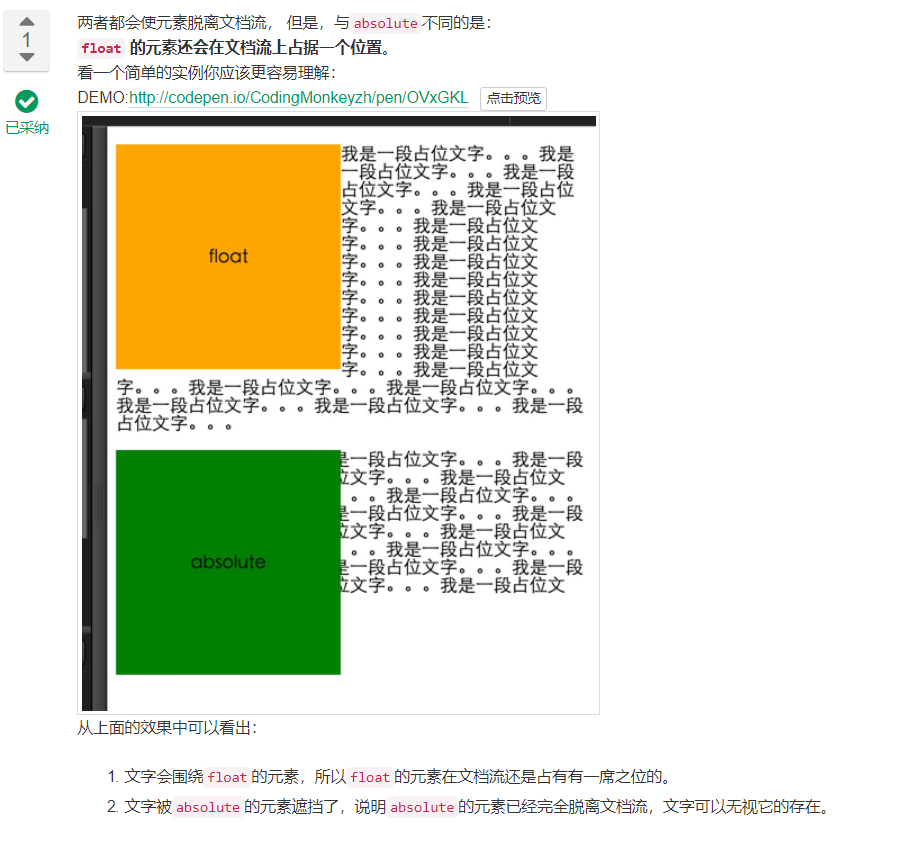 1
已采纳
两者都会使元素脱离文档流， 但是，与 absolute 不同的是：
float 的元素还会在文档流上占据一个位置。
看一个简单的实例你应该更容易理解：
DEMO:http://codepen.io/CodingMonkeyzh/pen/OVxGKL 点击预览
float
我是一段占位文字。。。我是
一段占位文字。。。我是一段
占位文字。。。我是一段占位
文字。。。我是一段占位文
字。。。我是一段占位文
字。。。我是一段占位文
字。。。我是一段占位文
字。。。我是一段占位文
字。。。我是一段占位文
字。。。我是一段占位文
字。。。我是一段占位文
字。。。我是一段占位文
字。。。我是一段占位文
字。。。我是一段占位文字。。。我是一段占位文字。。。
我是一段占位文字。。。我是一段占位文字。。。我是一段
占位文字。。。
absolute
是一段占位文字。。。我是一段
位文字。。。我是一段占位文
。。我是一段占位文字。。。
是一段占位文字。。。我是一段
位文字。。。我是一段占位文
。。我是一段占位文字。。。
是一段占位文字。。。我是一段
位文字。。。我是一段占位文
从上面的效果中可以看出：
1. 文字会围绕 float 的元素，所以 float 的元素在文档流还是占有有一席之位的。
2. 文字被 absolute 的元素遮挡了，说明 absolute 的元素已经完全脱离文档流，文字可以无视它的存在。